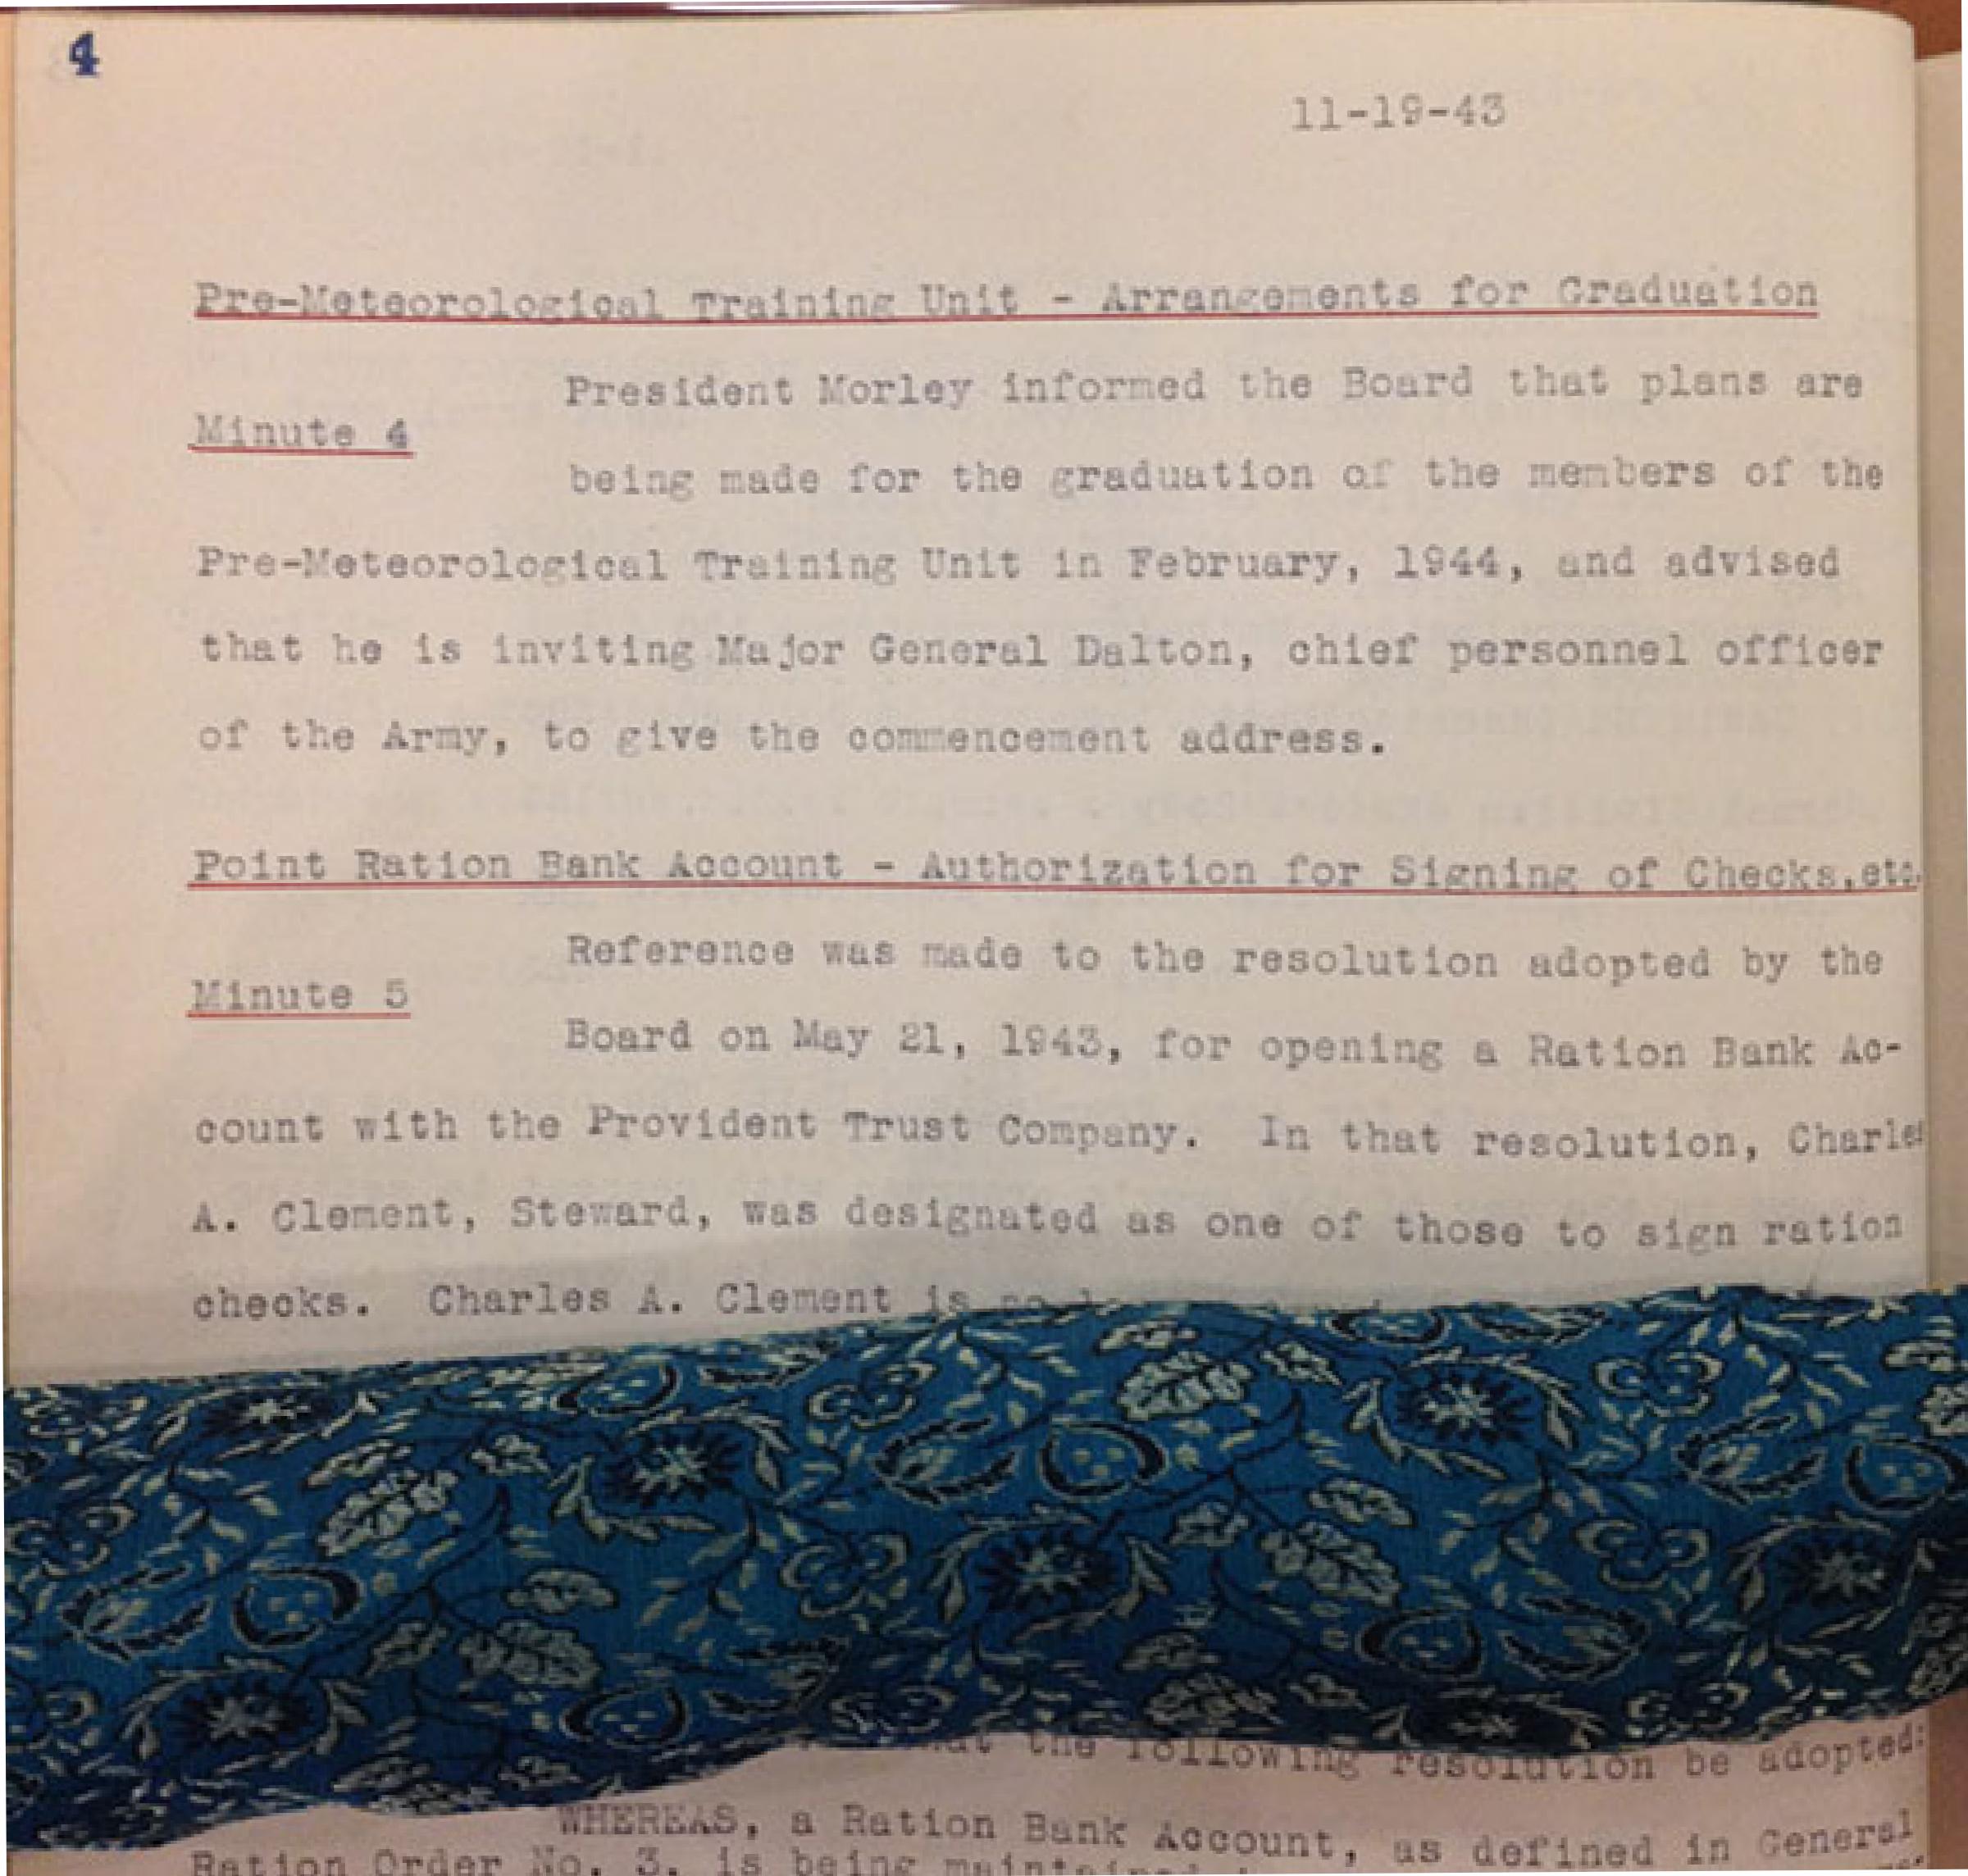 4
11-19-43
Pre-Meteorological Training Unit - Arrangements for Graduation
President Morley informed the Board that plans are
Minute 4
being made for the graduation of the members of the
Pre-Meteorological Training Unit in February, 1944, and advised
that he is inviting Major General Dalton, chief personnel officer
of the Army, to give the commencement address.
Point Ration Bank Account - Authorization for Signing of Checks,etc.
Reference was made to the resolution adopted by the
Minute 5
Board on May 21, 1943, for opening a Ration Bank Ac-
count with the Provident Trust Company. In that resolution, Charles
A. Clement, Steward, was designated as one of those to sign ration
checks. Charles A. Clement is no
the following resolution be adopted:
WHEREAS, a Ration Bank Account, as defined in General
Ration Order No. 3, is being maintained